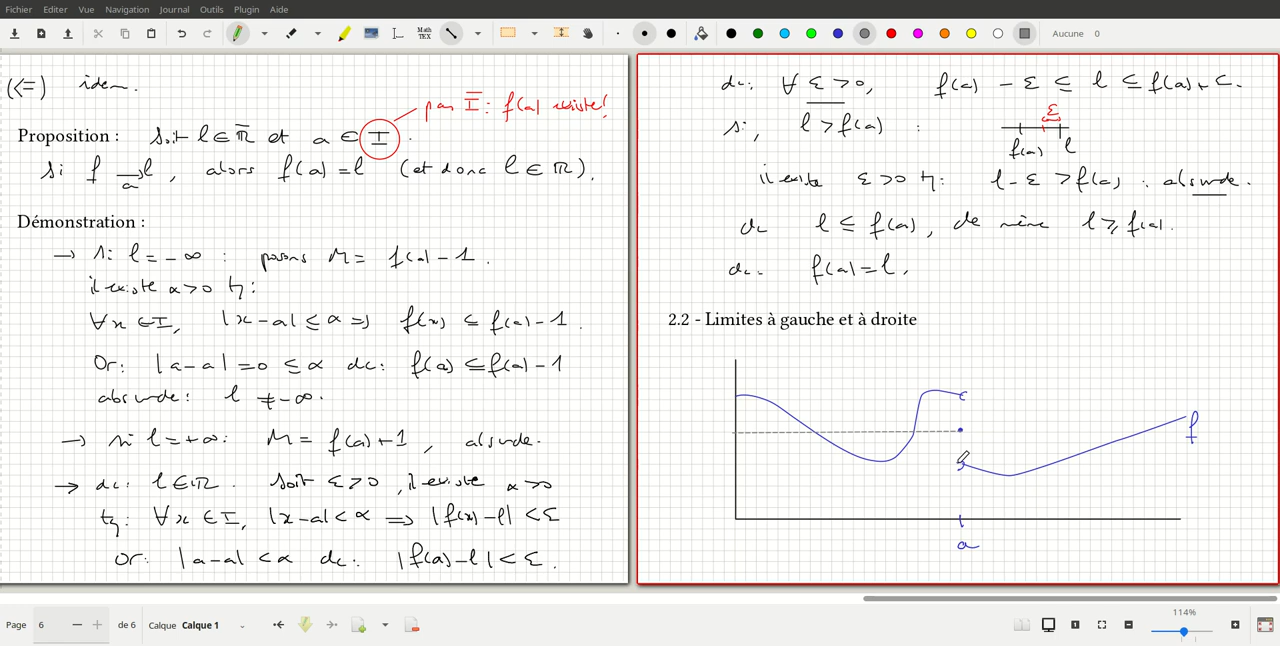 Fichier Editer Vue Navigation Journal Outils Plugin Aide
Math TEX
Aucune 0
(<=) idem.
par Ī : f(a) existe!
Proposition : Soit l ∈ R̄ et a ∈ I.
Si f → l, alors f(a) = l (et donc l ∈ ℝ).
a
Démonstration :
→ si l = -∞ : posons M = f(a) - 1.
il existe α>0 tq:
∀x ∈ I, |x-a| ≤ α => f(x) ≤ f(a) - 1.
Or: |a-a| = 0 ≤ α dc: f(a) ≤ f(a) - 1
absurde: l ≠ -∞.
→ si l = +∞: M = f(a) + 1, absurde.
→ dc: l ∈ ℝ. Soit ε>0, il existe α>0
tq: ∀x ∈ I, |x-a| < α => |f(x)-l| < ε
Or: |a-a| < α dc: |f(a)-l| < ε.
dc: ∀ ε>0, f(a) - ε ≤ l ≤ f(a) + ε.
ε
si, l > f(a) :
f(a) l
il existe ε>0 tq: l - ε > f(a) : absurde.
dc l ≤ f(a), de même l ≥ f(a).
dc: f(a) = l.
2.2 - Limites à gauche et à droite
f
a
Page 6 de 6 Calque Calque 1
114%